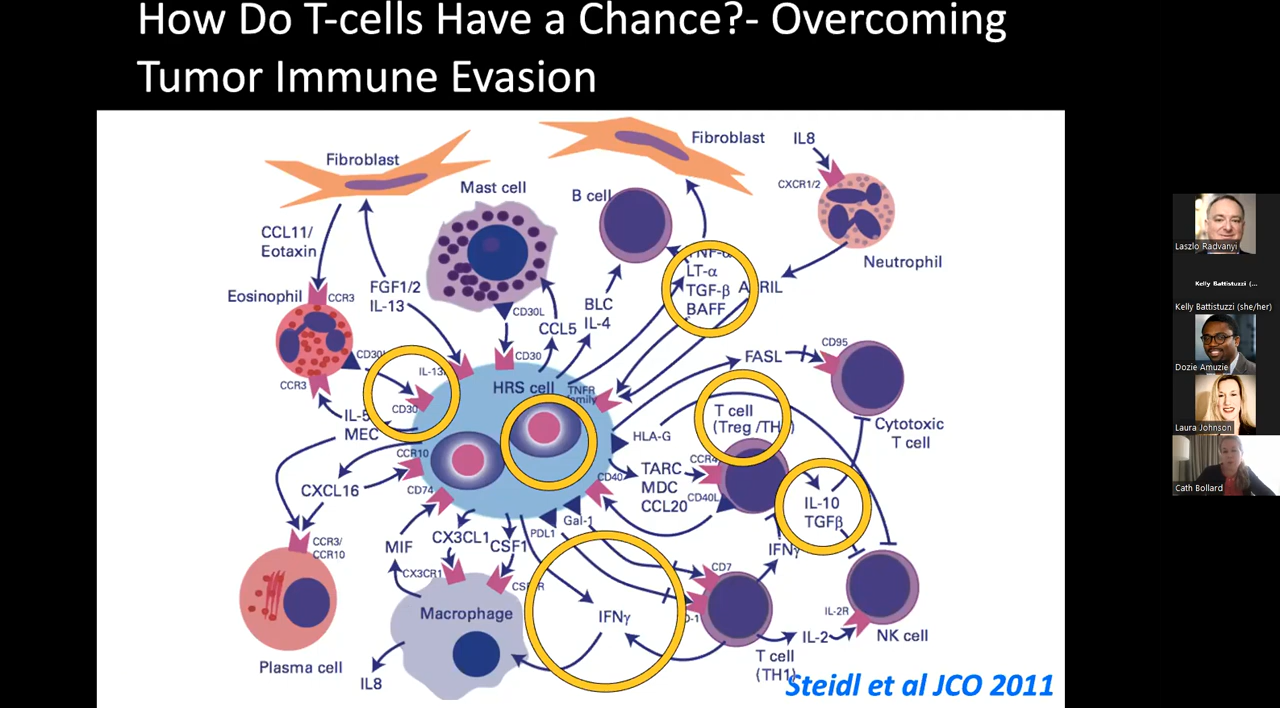 How Do T-cells Have a Chance?- Overcoming
Tumor Immune Evasion
Fibroblast
Fibroblast
IL8
Mast cell
B cell
CXCR1/2
CCL11/
Eotaxin
LT-α
TGF-β
BAFF
Neutrophil
Eosinophil
CCR3
FGF1/2
IL-13
CD30L
BLC
IL-4
CCL5
CD30
FASL
CD95
IL-13
HRS cell
TNFR
family
CCR3
CD30
IL-5
MEC
T cell
(Treg /TH
HLA-G
Cytotoxic
T cell
CCR10
CCR4
TARC
MDC
CCL20
CD40
CD40L
CD74
CXCL16
IL-10
TGFβ
Gal-1
PDL1
CCR3/
CCR10
MIF
CX3CL1
CSF1
IFNγ
CX3CR1
CD7
Macrophage
IFNγ
IL-2R
NK cell
IL-2
Plasma cell
T cell
(TH1)
IL8
Steidl et al JCO 2011
Laszlo Radvanyi
Kelly Battistuzzi (...
Kelly Battistuzzi (she/her)
Dozie Amuzie
Laura Johnson
Cath Bollard